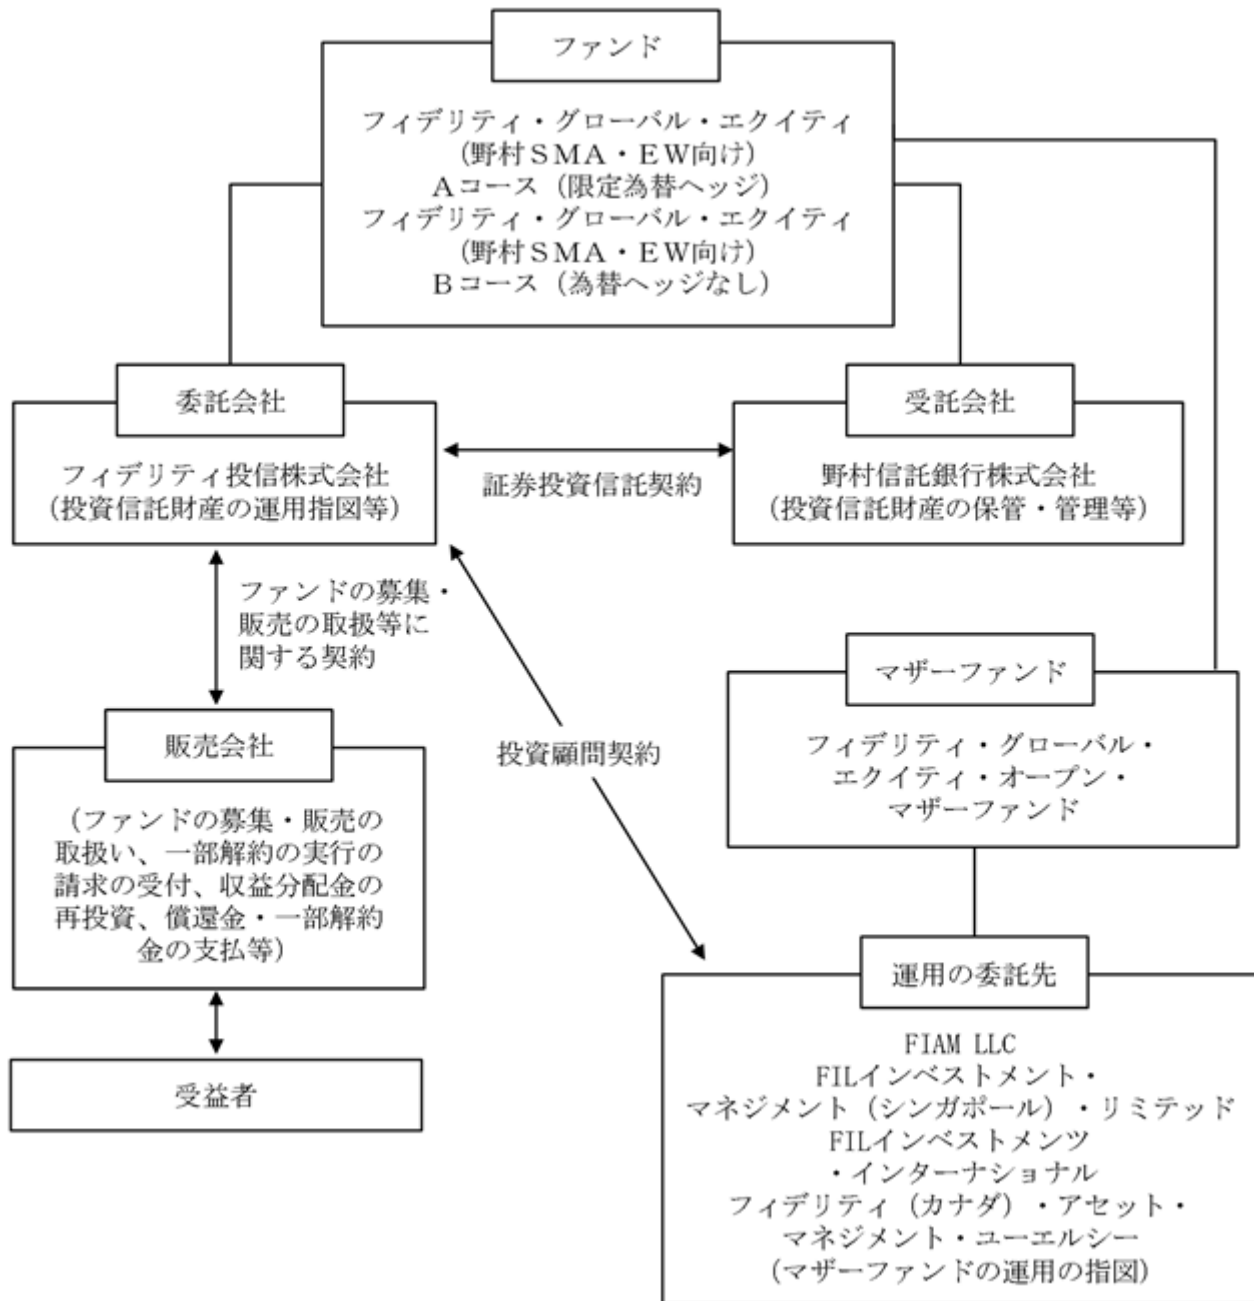 ファンド
フィデリティ・グローバル・エクイティ
(野村ＳＭＡ・ＥＷ向け)
Ａコース（限定為替ヘッジ）
フィデリティ・グローバル・エクイティ
(野村ＳＭＡ・ＥＷ向け)
Ｂコース（為替ヘッジなし）
委託会社
フィデリティ投信株式会社
(投資信託財産の運用指図等)
証券投資信託契約
受託会社
野村信託銀行株式会社
(投資信託財産の保管・管理等)
ファンドの募集・
販売の取扱等に
関する契約
投資顧問契約
マザーファンド
フィデリティ・グローバル・
エクイティ・オープン・
マザーファンド
販売会社
（ファンドの募集・販売の
取扱い、一部解約の実行の
請求の受付、収益分配金の
再投資、償還金・一部解約
金の支払等）
受益者
運用の委託先
FIAM LLC
FILインベストメント・
マネジメント（シンガポール）・リミテッド
FILインベストメンツ
・インターナショナル
フィデリティ（カナダ）・アセット・
マネジメント・ユーエルシー
(マザーファンドの運用の指図)